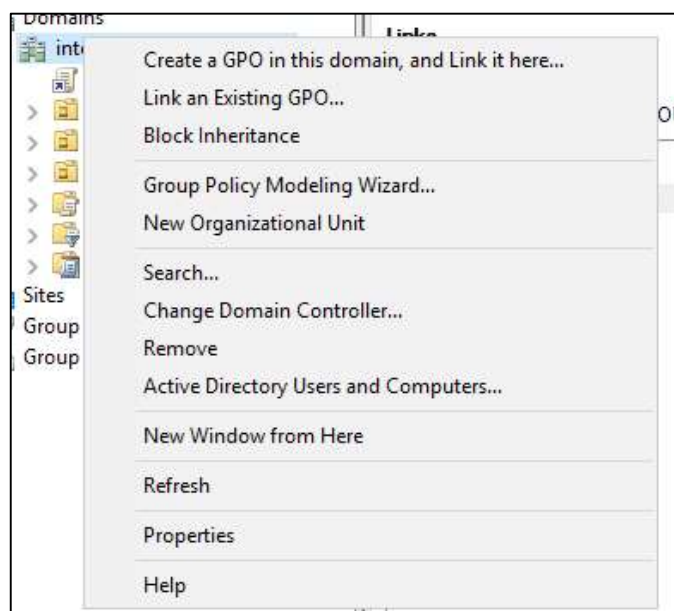 Domains
inte
Links
Create a GPO in this domain, and Link it here...
Link an Existing GPO...
Block Inheritance
Group Policy Modeling Wizard...
New Organizational Unit
Search...
Change Domain Controller...
Remove
Active Directory Users and Computers...
New Window from Here
Refresh
Properties
Help
Sites
Group
Group